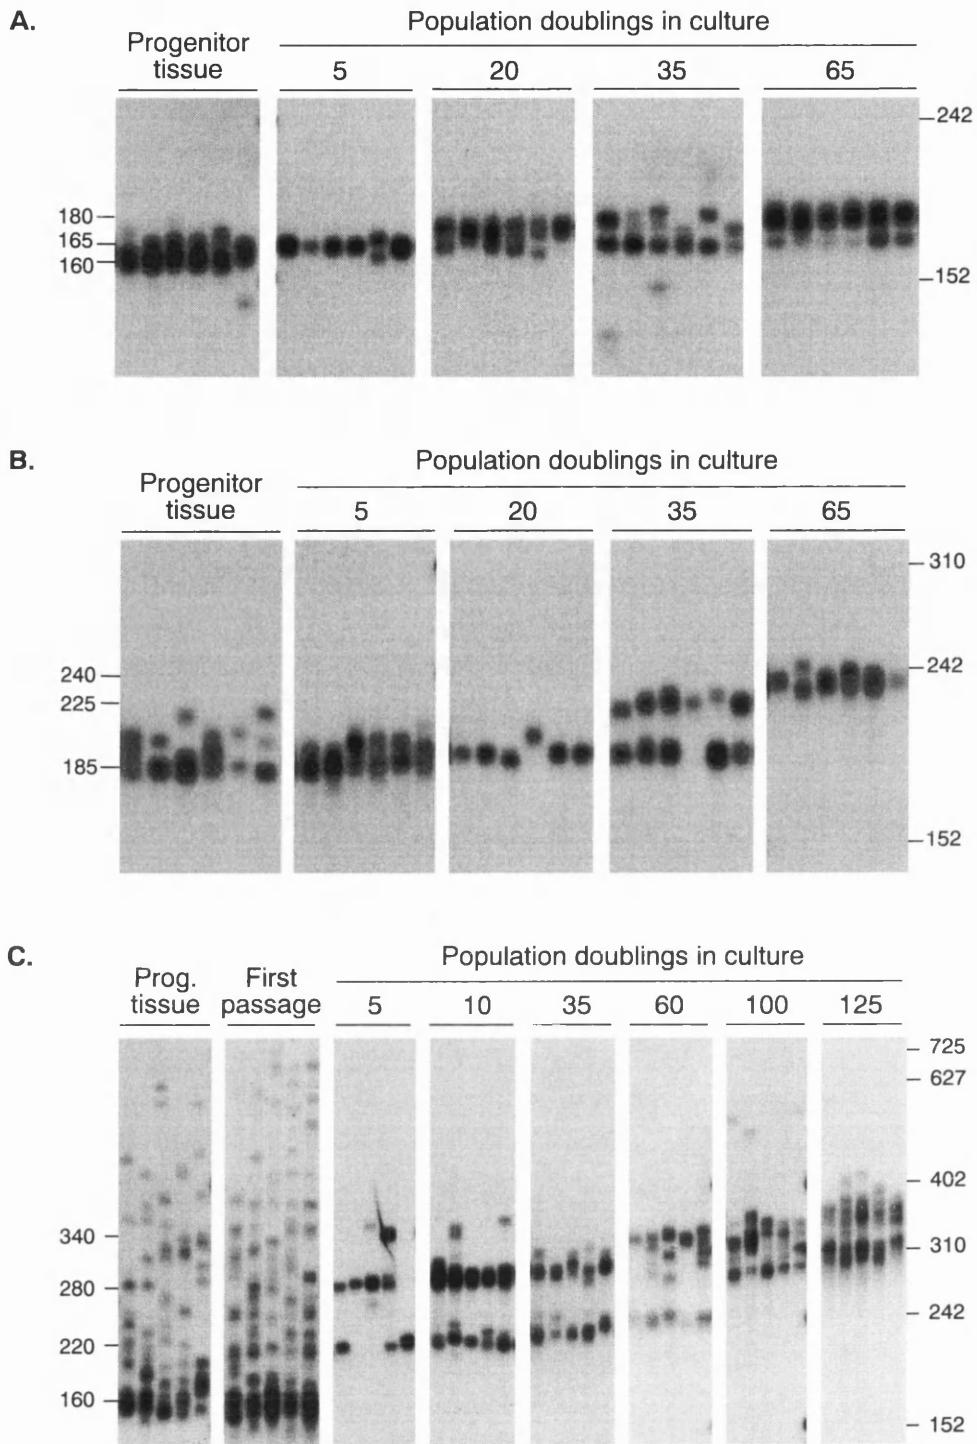 A.
Population doublings in culture
Progenitor
tissue
5 20 35 65
242
180
165
160
152
B.
Population doublings in culture
Progenitor
tissue
5 20 35 65
310
240
242
225
185
152
C.
Population doublings in culture
Prog.
tissue
First
passage
5 10 35 60 100 125
725
627
402
340
310
280
242
220
160
152